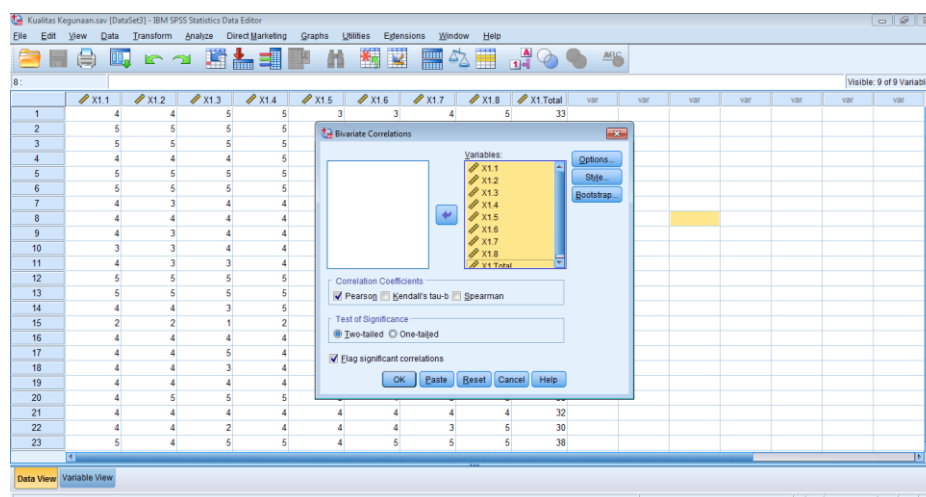 Kualitas Kegunaan.sav [DataSet3] - IBM SPSS Statistics Data Editor
File Edit View Data Transform Analyze Direct Marketing Graphs Utilities Extensions Window Help
8 :
Visible: 9 of 9 Variabl
X1.1 X1.2 X1.3 X1.4 X1.5 X1.6 X1.7 X1.8 X1.Total var var var var var var
1 4 4 5 5 3 3 4 5 33
2 5 5 5 5
3 5 5 5 5
4 4 4 4 5
5 5 5 5 5
6 5 5 5 5
7 4 3 4 4
8 4 4 4 4
9 4 3 4 4
10 3 3 4 4
11 4 3 3 4
12 5 5 5 5
13 5 5 5 5
14 4 4 3 5
15 2 2 1 2
16 4 4 4 4
17 4 4 5 4
18 4 4 3 4
19 4 4 4 4
20 4 5 5 5
21 4 4 4 4 4 4 4 4 32
22 4 4 2 4 4 4 3 5 30
23 5 4 5 5 4 5 5 5 38
Bivariate Correlations
Variables:
X1.1
X1.2
X1.3
X1.4
X1.5
X1.6
X1.7
X1.8
X1.Total
Options...
Style...
Bootstrap...
Correlation Coefficients
Pearson Kendall's tau-b Spearman
Test of Significance
Two-tailed One-tailed
Flag significant correlations
OK Paste Reset Cancel Help
Data View Variable View